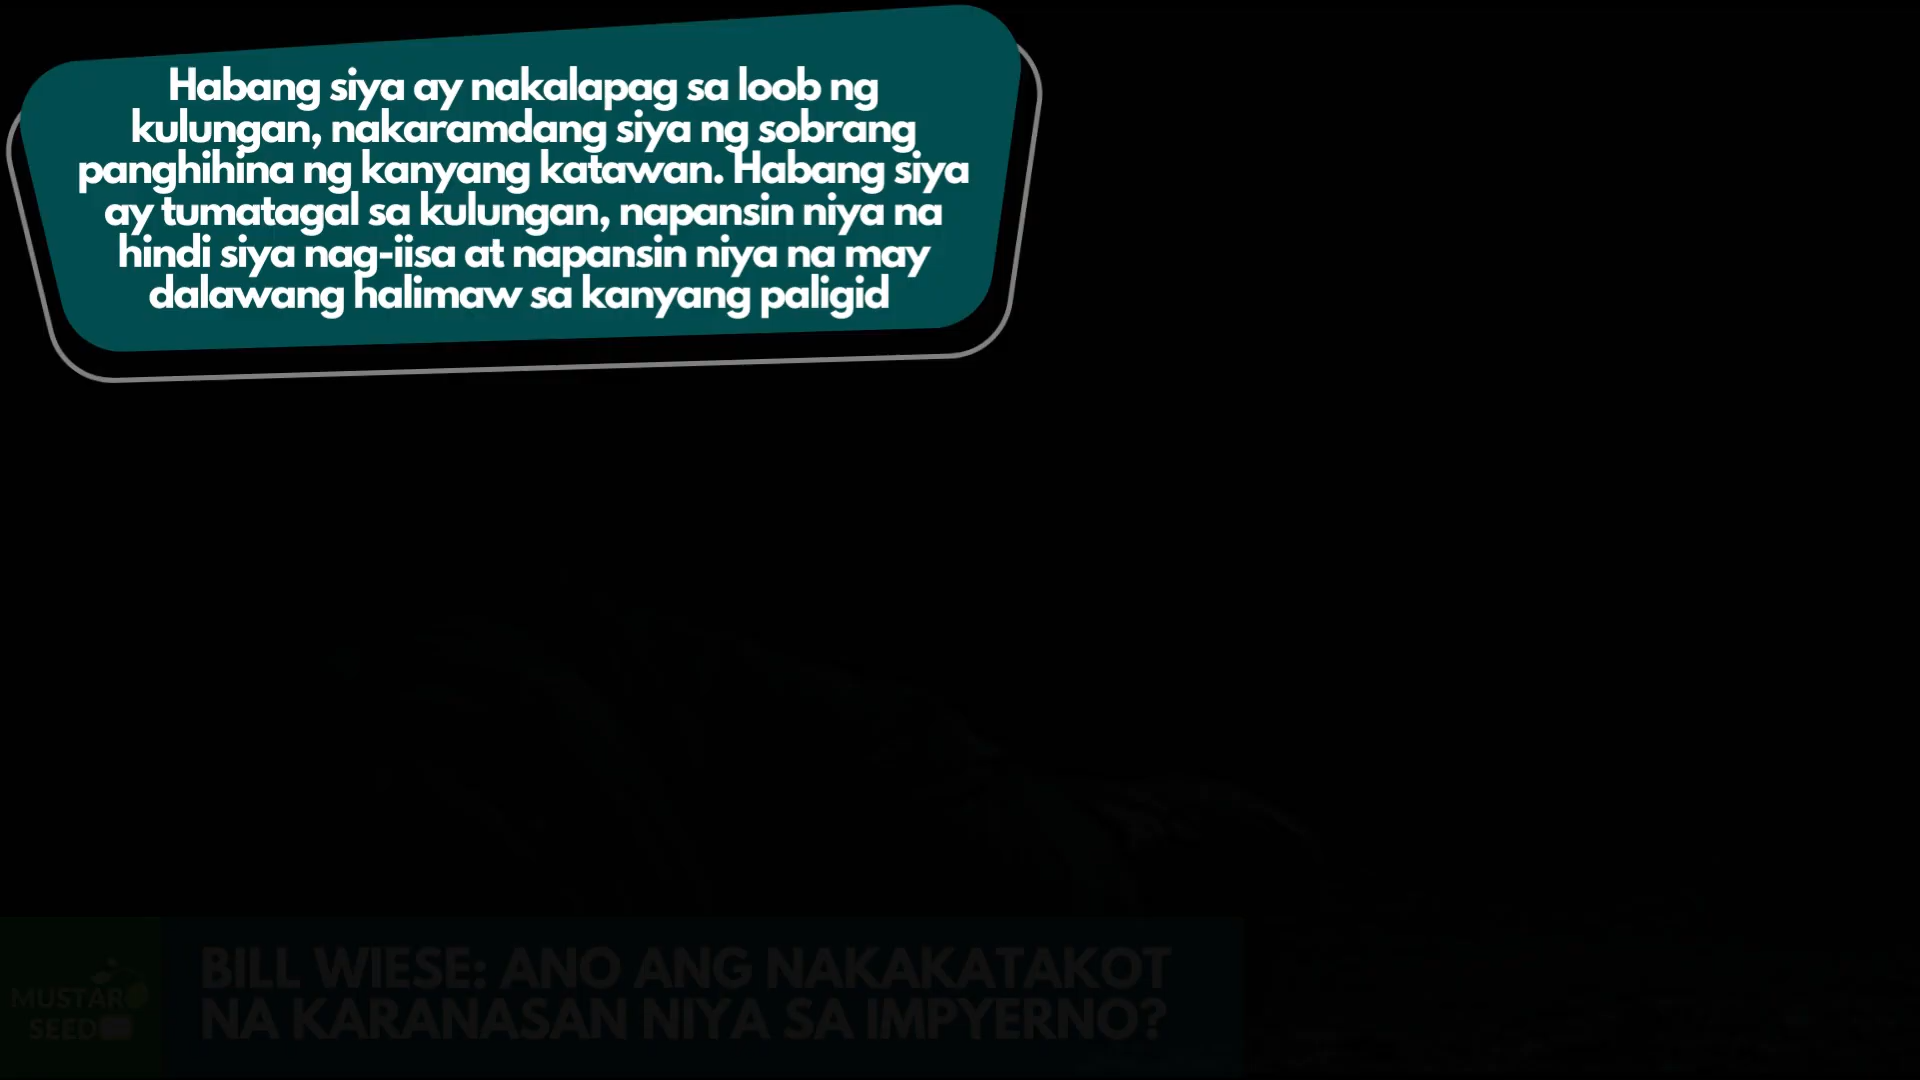 Habang siya ay nakalapag sa loob ng
kulungan, nakaramdang siya ng sobrang
panghihina ng kanyang katawan. Habang siya
ay tumatagal sa kulungan, napansin niya na
hindi siya nag-iisa at napansin niya na may
dalawang halimaw sa kanyang paligid
BILL WIESE: ANO ANG NAKAKATAKOT
NA KARANASAN NIYA SA IMPYERNO?
MUSTARD
SEED